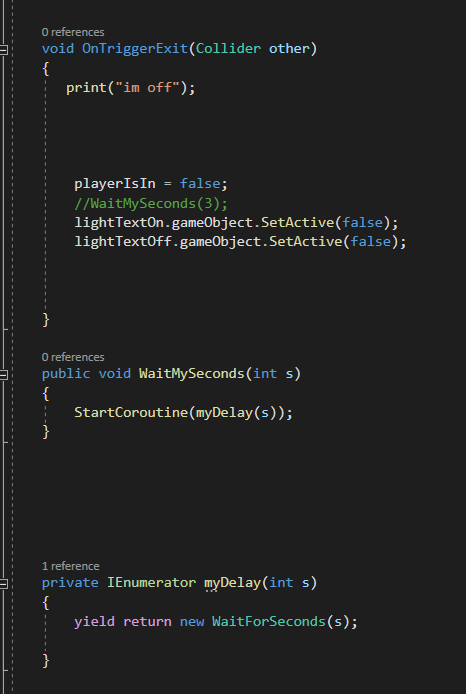 0 references
void OnTriggerExit(Collider other)
{
print("im off");
playerIsIn = false;
//WaitMySeconds(3);
lightTextOn.gameObject.SetActive(false);
lightTextOff.gameObject.SetActive(false);
}
0 references
public void WaitMySeconds(int s)
{
StartCoroutine(myDelay(s));
}
1 reference
private IEnumerator myDelay(int s)
{
yield return new WaitForSeconds(s);
}